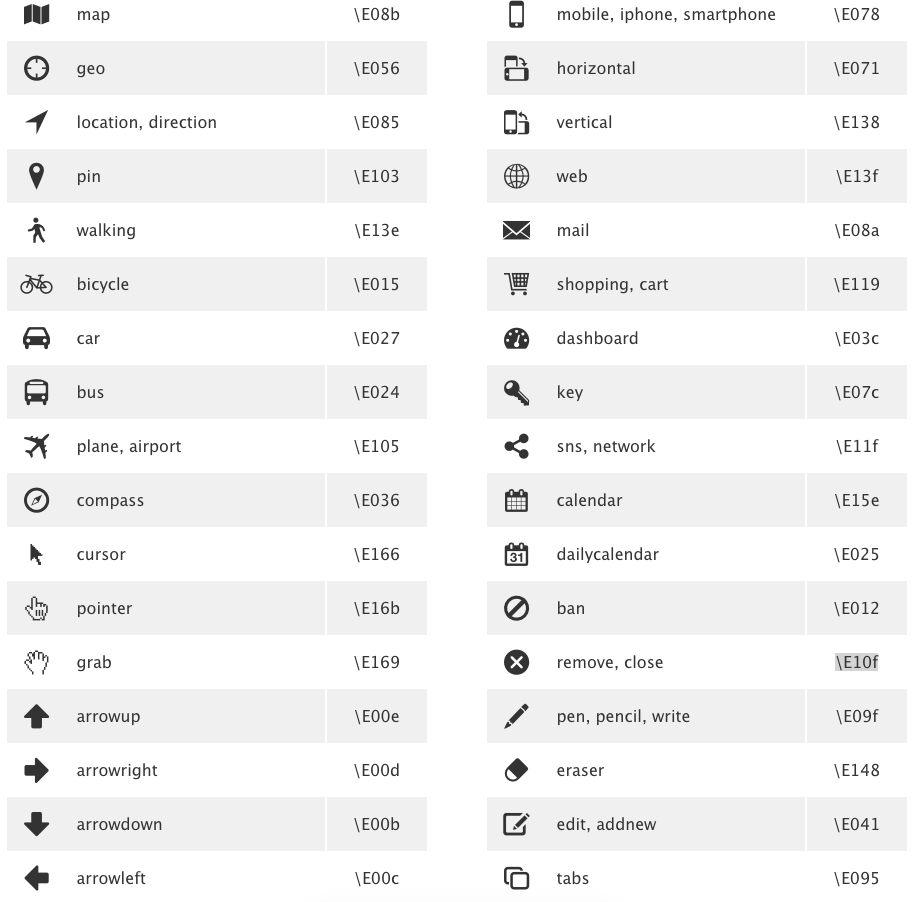 map \E08b
geo \E056
location, direction \E085
pin \E103
walking \E13e
bicycle \E015
car \E027
bus \E024
plane, airport \E105
compass \E036
cursor \E166
pointer \E16b
grab \E169
arrowup \E00e
arrowright \E00d
arrowdown \E00b
arrowleft \E00c
mobile, iphone, smartphone \E078
horizontal \E071
vertical \E138
web \E13f
mail \E08a
shopping, cart \E119
dashboard \E03c
key \E07c
sns, network \E11f
calendar \E15e
31 dailycalendar \E025
ban \E012
remove, close \E10f
pen, pencil, write \E09f
eraser \E148
edit, addnew \E041
tabs \E095